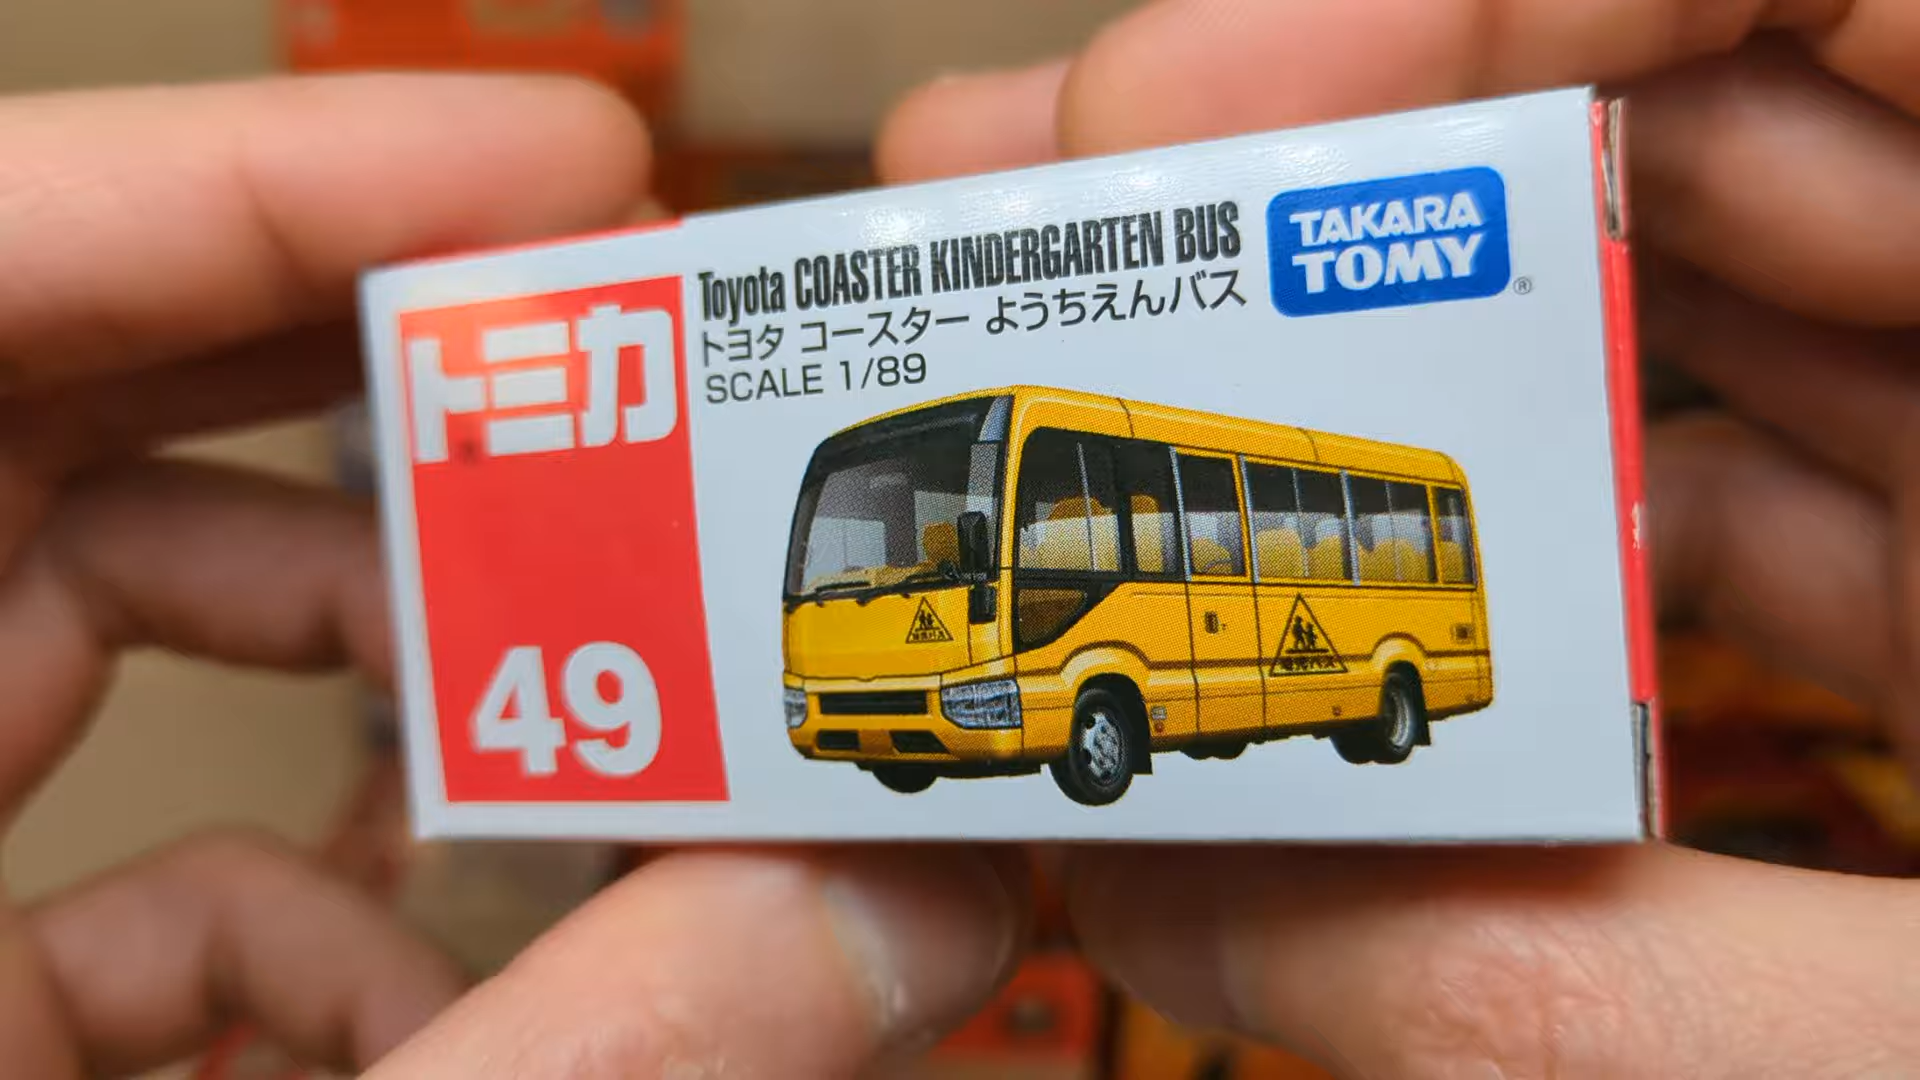 トミカ
49
Toyota COASTER KINDERGARTEN BUS
トヨタ コースター ようちえんバス
SCALE 1/89
TAKARA
TOMY
®